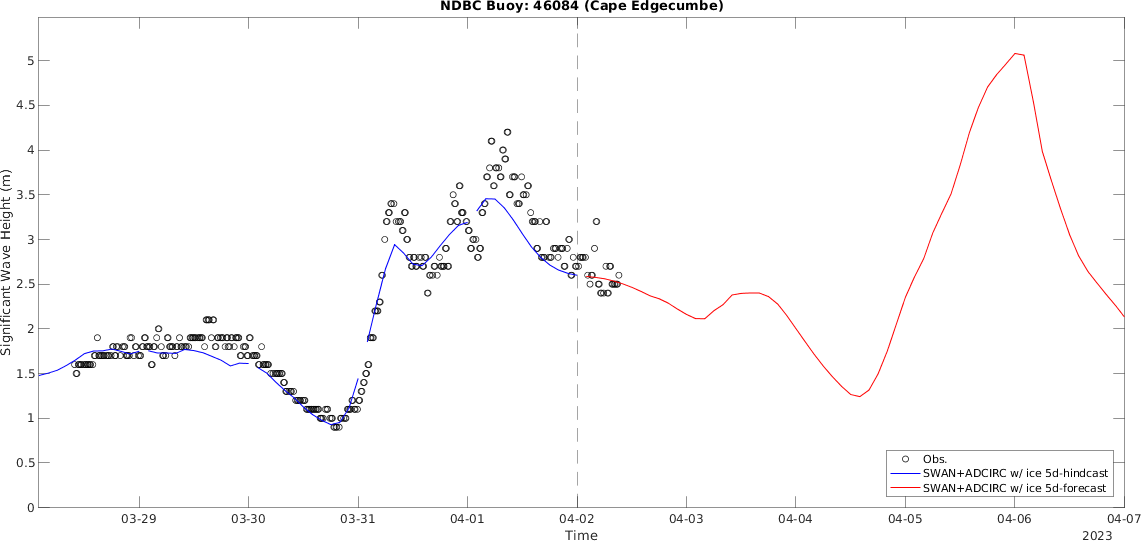 NDBC Buoy: 46084 (Cape Edgecumbe)
Significant Wave Height (m)
5
4.5
4
3.5
3
2.5
2
1.5
1
0.5
0
Obs.
SWAN+ADCIRC w/ ice 5d-hindcast
SWAN+ADCIRC w/ ice 5d-forecast
03-29 03-30 03-31 04-01 04-02 04-03 04-04 04-05 04-06 04-07
Time
2023